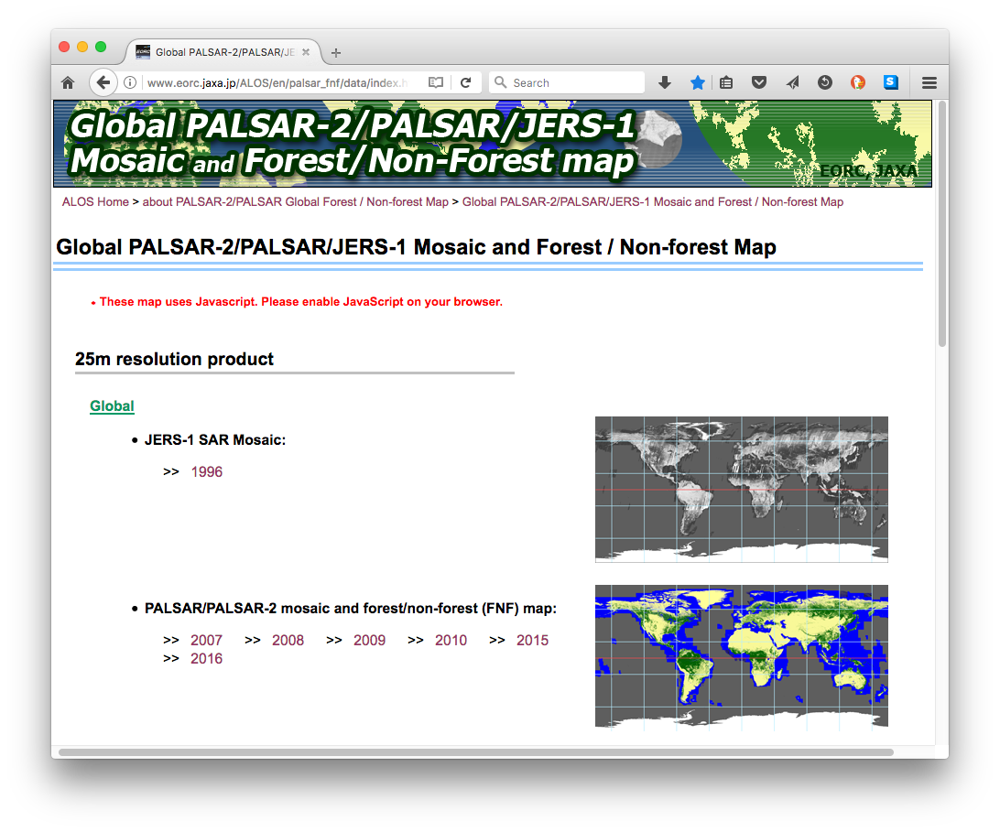 Global PALSAR-2/PALSAR/JE
www.eorc.jaxa.jp/ALOS/en/palsar_fnf/data/index.h
Search
Global PALSAR-2/PALSAR/JERS-1
Mosaic and Forest/Non-Forest map
EORC, JAXA
ALOS Home > about PALSAR-2/PALSAR Global Forest / Non-forest Map > Global PALSAR-2/PALSAR/JERS-1 Mosaic and Forest / Non-forest Map
Global PALSAR-2/PALSAR/JERS-1 Mosaic and Forest / Non-forest Map
• These map uses Javascript. Please enable JavaScript on your browser.
25m resolution product
Global
• JERS-1 SAR Mosaic:
>> 1996
• PALSAR/PALSAR-2 mosaic and forest/non-forest (FNF) map:
>> 2007 >> 2008 >> 2009 >> 2010 >> 2015
>> 2016